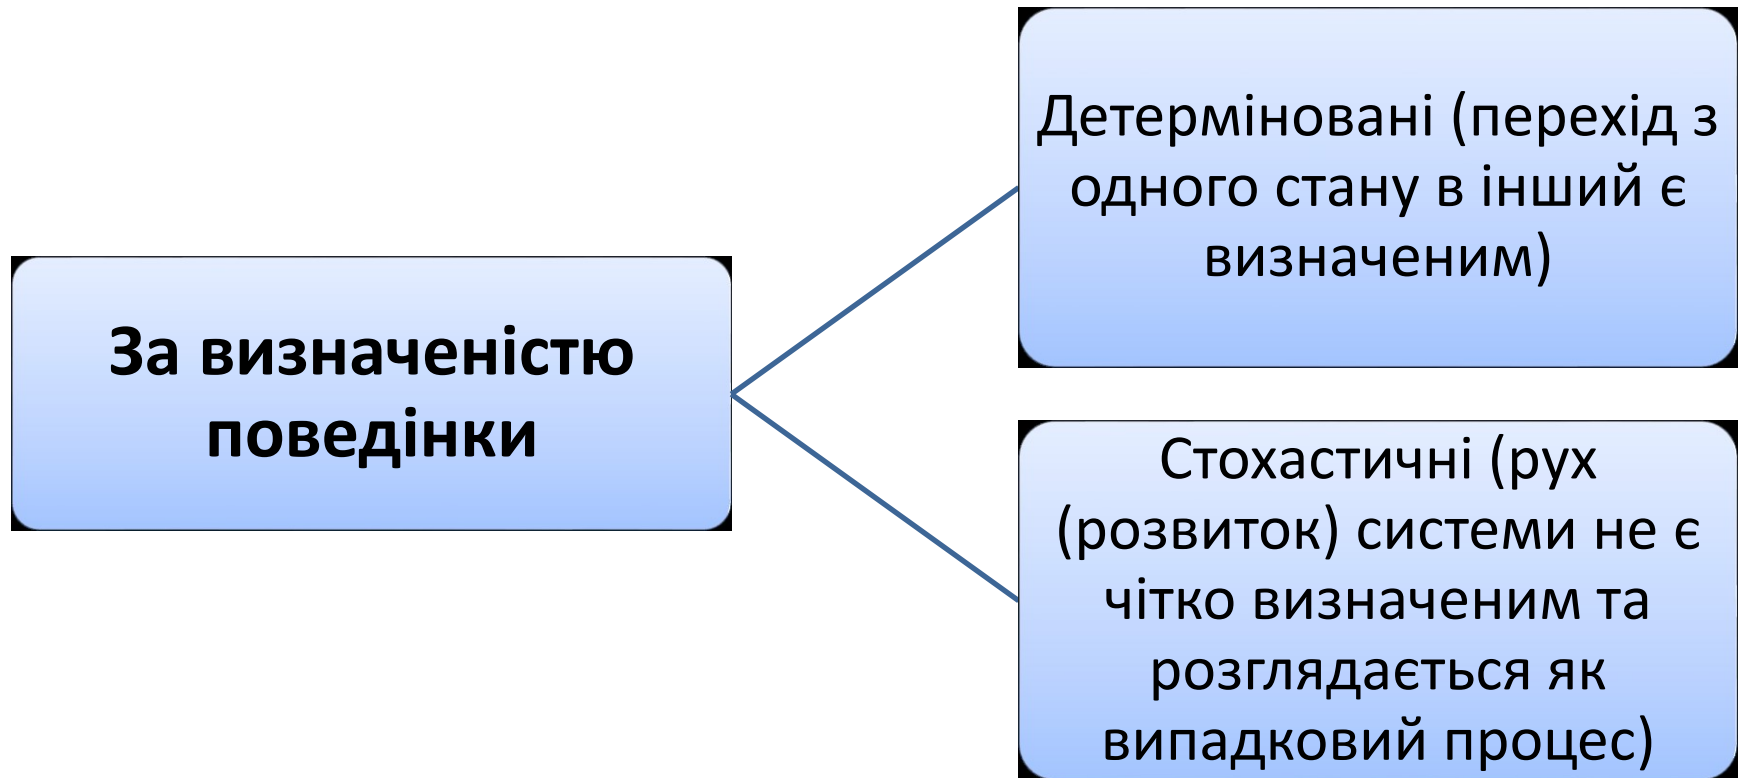 За визначеністю
поведінки
Детерміновані (перехід з
одного стану в інший є
визначеним)
Стохастичні (рух
(розвиток) системи не є
чітко визначеним та
розглядається як
випадковий процес)